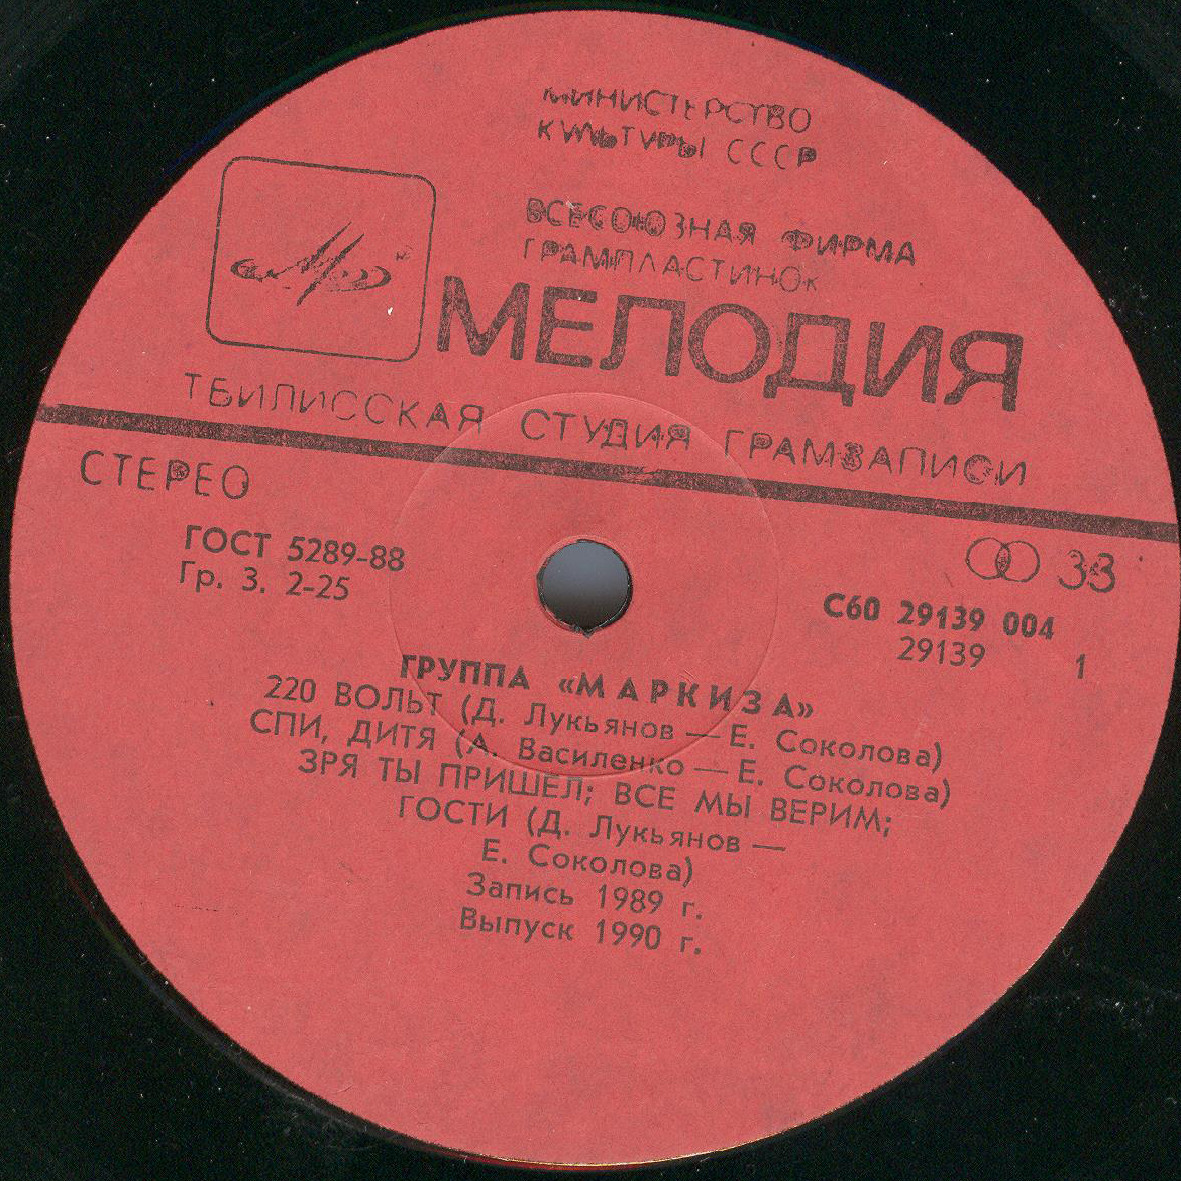 МИНИСТЕРСТВО
КУЛЬТУРЫ СССР
ВСЕСОЮЗНАЯ ФИРМА
ГРАМПЛАСТИНОК
МЕЛОДИЯ
ТБИЛИССКАЯ СТУДИЯ ГРАМЗАПИСИ
СТЕРЕО
33
ГОСТ 5289-88
Гр. 3. 2-25
С60 29139 004
29139 1
ГРУППА «МАРКИЗА»
220 ВОЛЬТ (Д. Лукьянов — Е. Соколова)
СПИ, ДИТЯ (А. Василенко — Е. Соколова)
ЗРЯ ТЫ ПРИШЕЛ; ВСЕ МЫ ВЕРИМ;
ГОСТИ (Д. Лукьянов —
Е. Соколова)
Запись 1989 г.
Выпуск 1990 г.